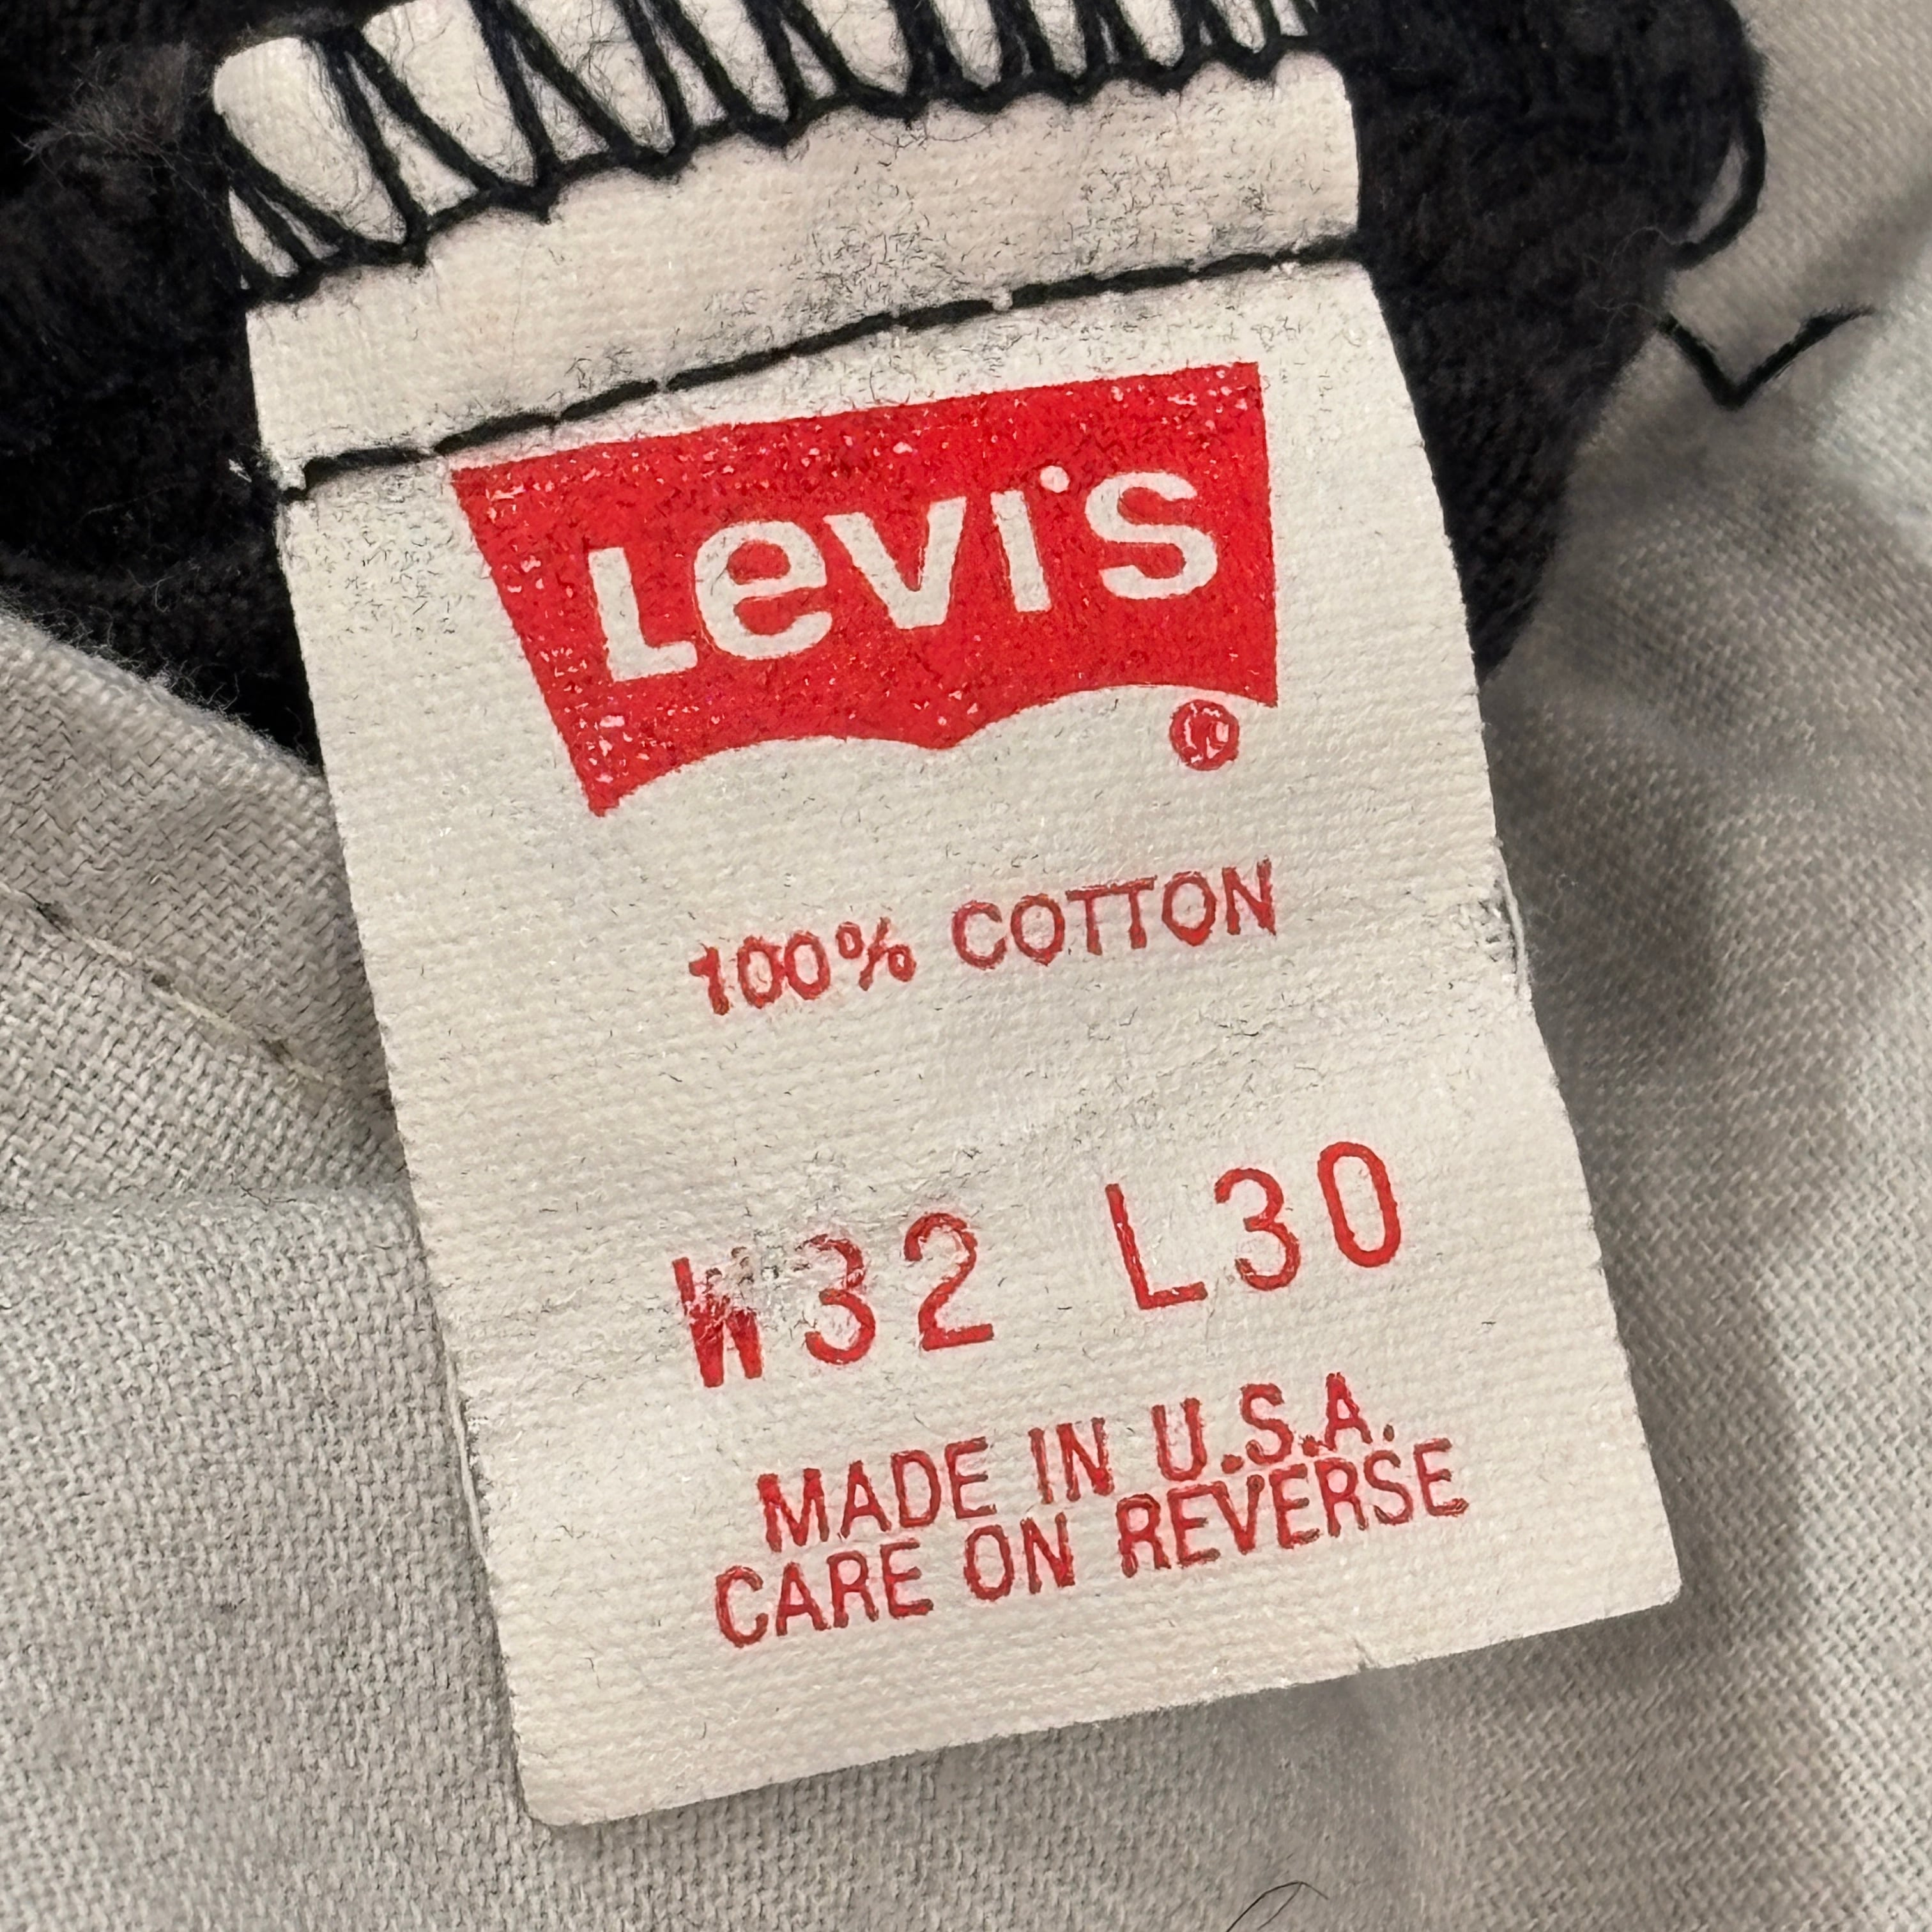 Levi's
®
100% COTTON
W32 L30
MADE IN U.S.A.
CARE ON REVERSE